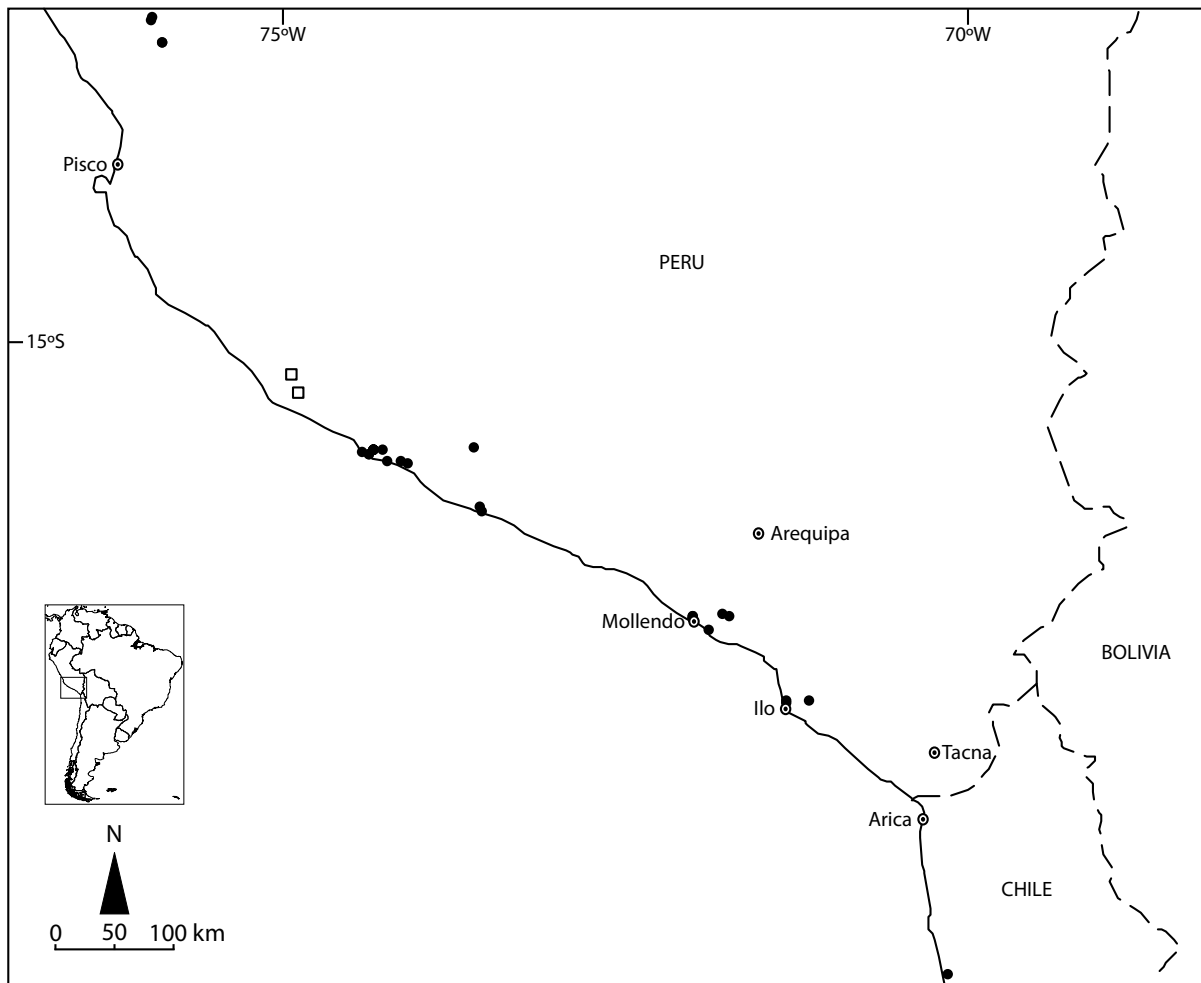 75ºW
70ºW
Pisco
PERU
15ºS
Arequipa
Mollendo
BOLIVIA
Ilo
Tacna
Arica
N
CHILE
0 50 100 km